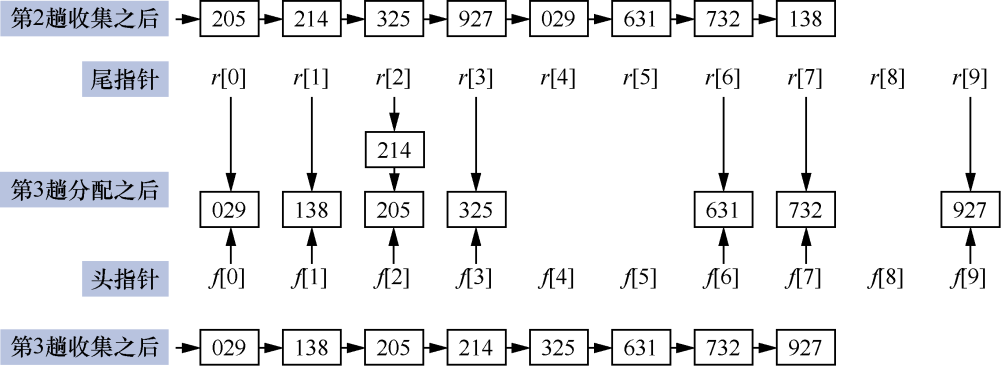 第2趟收集之后 205 214 325 927 029 631 732 138
尾指针 r[0] r[1] r[2] r[3] r[4] r[5] r[6] r[7] r[8] r[9]
214
第3趟分配之后 029 138 205 325 631 732 927
头指针 f[0] f[1] f[2] f[3] f[4] f[5] f[6] f[7] f[8] f[9]
第3趟收集之后 029 138 205 214 325 631 732 927